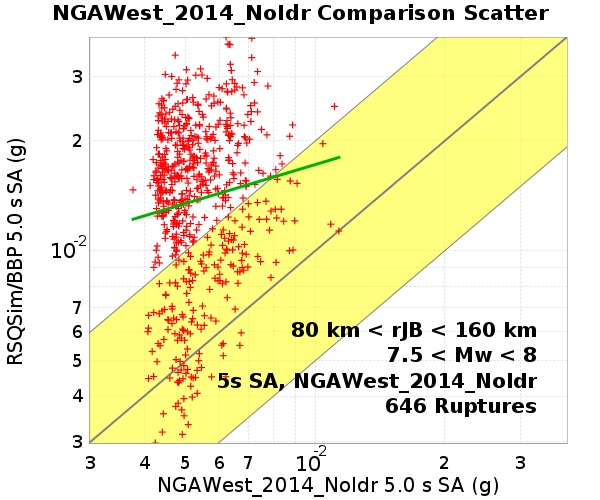 NGAWest_2014_NoIdr Comparison Scatter
RSQSim/BBP 5.0 s SA (g)
3
2
10-2
7
6
5
4
3
80 km < rJB < 160 km
7.5 < Mw < 8
5s SA, NGAWest_2014_NoIdr
646 Ruptures
3 4 5 6 7 10-2 2 3
NGAWest_2014_NoIdr 5.0 s SA (g)